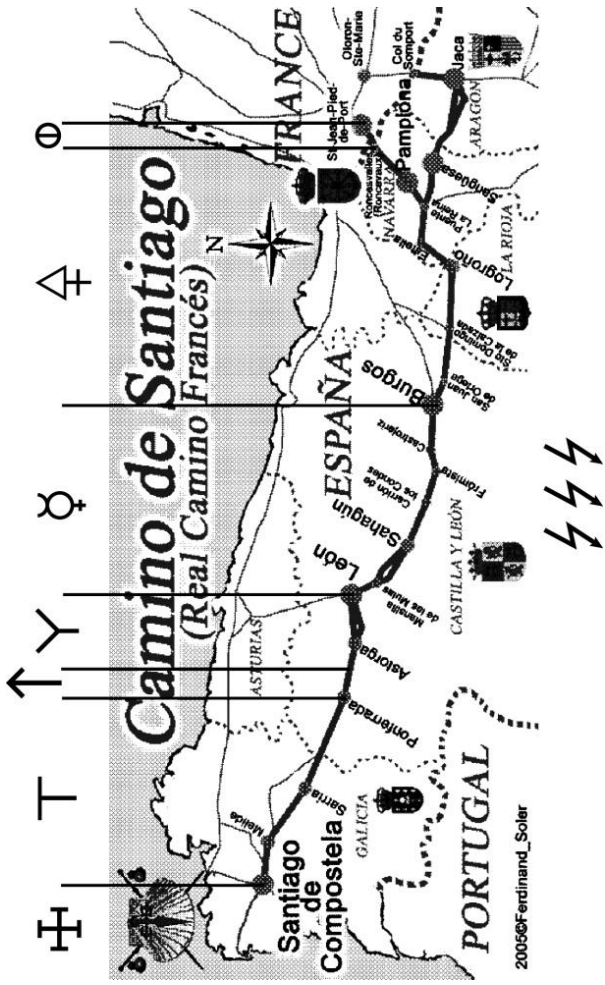 Camino de Santiago
(Real Camino Francés)
N
FRANCE
Oloron-
Ste-Marie
St-Jean-Pied-
de-Port
Col du
Somport
Jaca
ARAGON
Roncesvalles
(Roncevaux)
Pamplona
NAVARRA
Sangüesa
Puente
La Reina
Estella
Logroño
LA RIOJA
Sto Domingo
de la Calzada
San Juan
de Ortega
ESPAÑA
Burgos
Castrojeriz
Frómista
Carrión de
los Condes
Sahagún
León
Mansilla
de las Mulas
CASTILLA Y LEÓN
ASTURIAS
Astorga
Ponferrada
Sarria
GALICIA
Melide
Santiago
de
Compostela
PORTUGAL
2005©Ferdinand_Soler